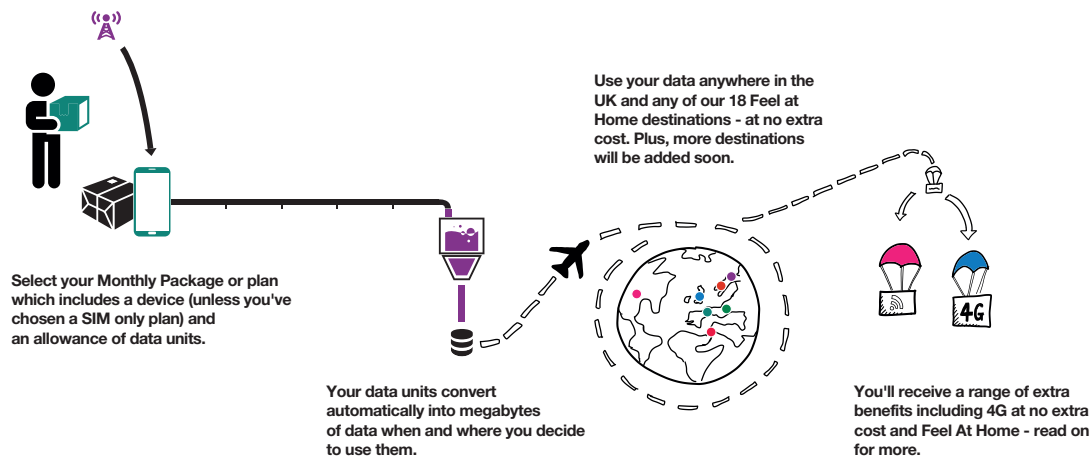 Select your Monthly Package or plan
which includes a device (unless you've
chosen a SIM only plan) and
an allowance of data units.
Your data units convert
automatically into megabytes
of data when and where you decide
to use them.
Use your data anywhere in the
UK and any of our 18 Feel at
Home destinations - at no extra
cost. Plus, more destinations
will be added soon.
4G
You'll receive a range of extra
benefits including 4G at no extra
cost and Feel At Home - read on
for more.